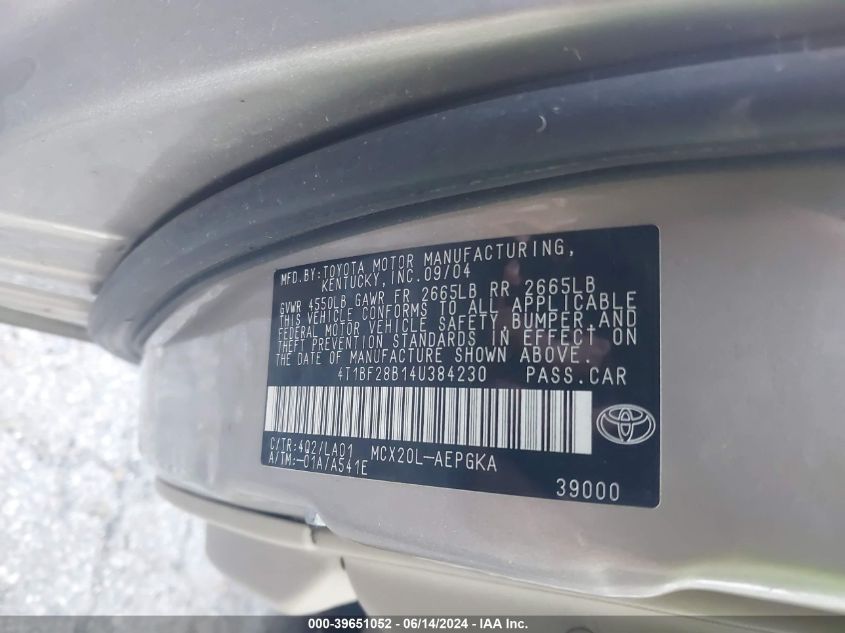 MFD.BY:TOYOTA MOTOR MANUFACTURING,
KENTUCKY, INC. 09/04
GVWR 4550LB GAWR FR 2665LB RR 2665LB
THIS VEHICLE CONFORMS TO ALL APPLICABLE
FEDERAL MOTOR VEHICLE SAFETY, BUMPER, AND
THEFT PREVENTION STANDARDS IN EFFECT ON
THE DATE OF MANUFACTURE SHOWN ABOVE.
4T1BF28B14U384230 PASS.CAR
C/TR:4Q2/LA01 MCX20L-AEPGKA
A/TM:-01A/A541E
39000
000-39651052 / 06/14/2024 - IAA Inc.